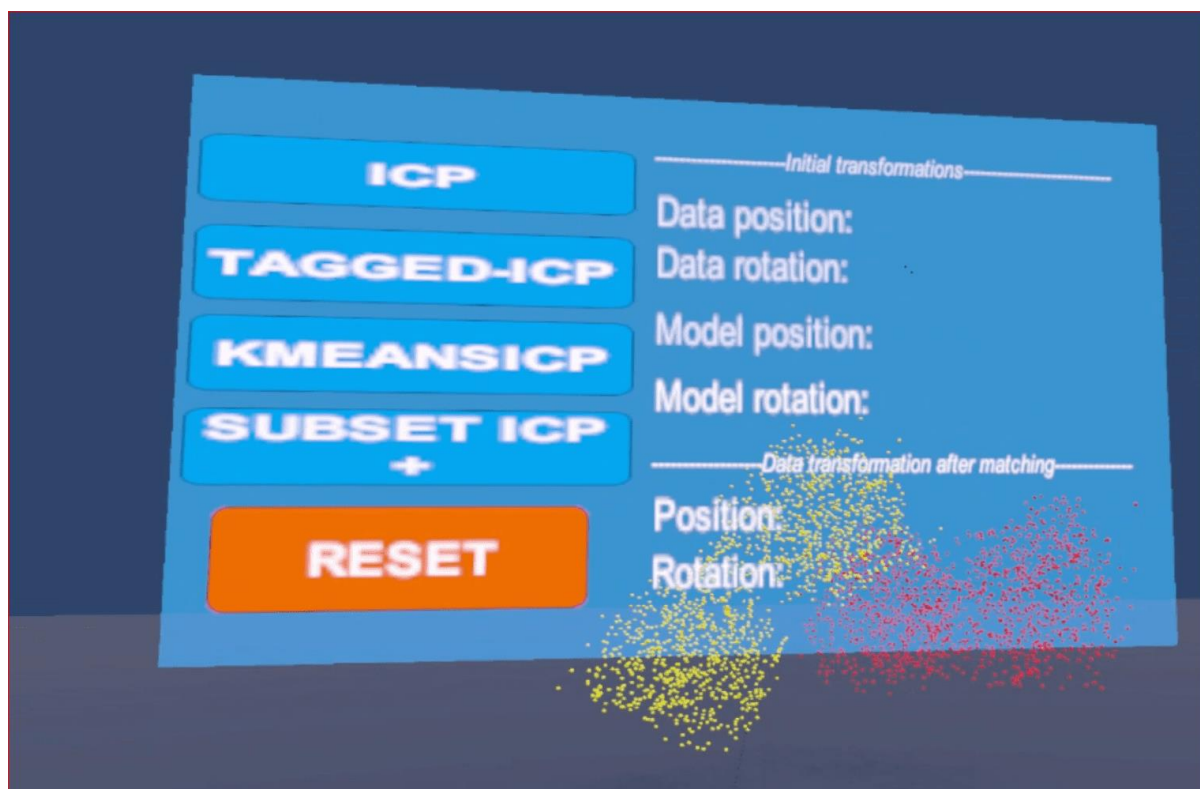 ICP
TAGGED-ICP
KMEANSICP
SUBSET ICP
+
RESET
Initial transformations
Data position:
Data rotation:
Model position:
Model rotation:
Data transformation after matching
Position:
Rotation: